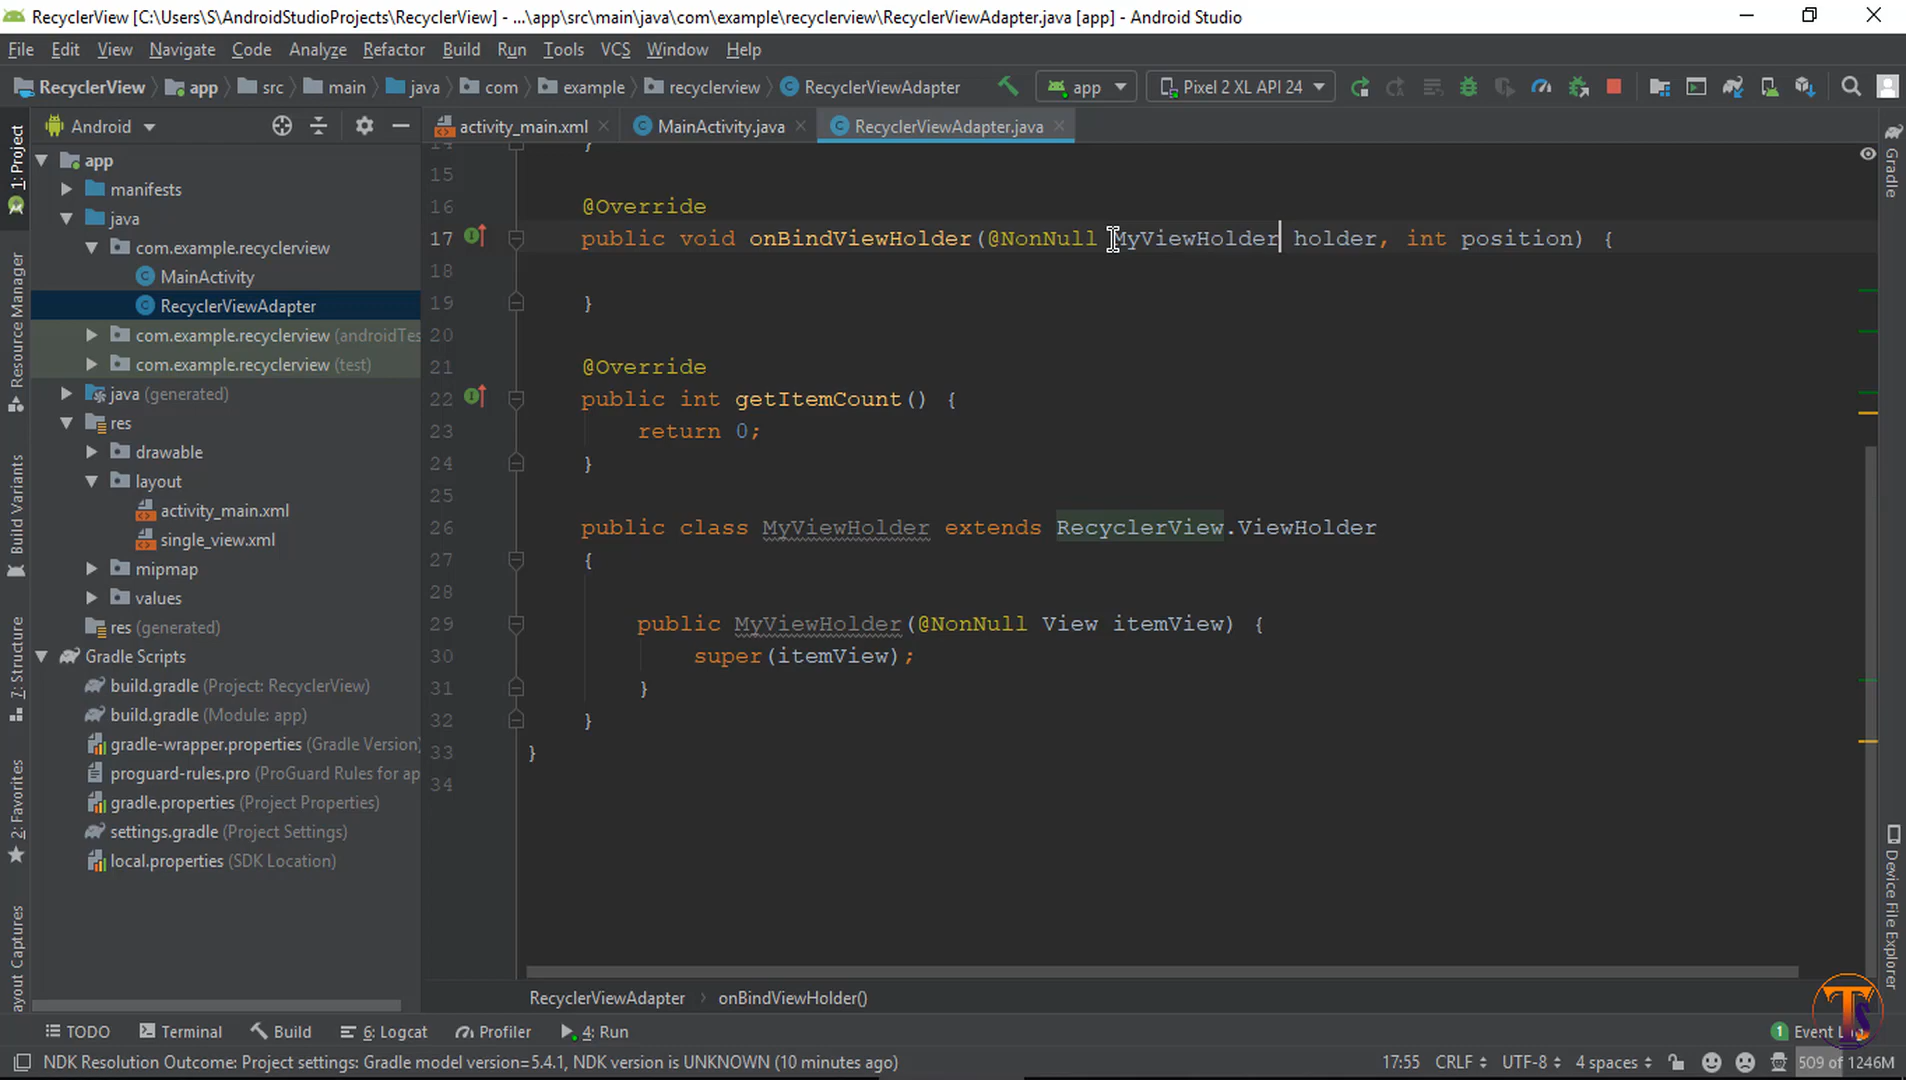 RecyclerView [C:\Users\S\AndroidStudioProjects\RecyclerView] - ...\app\src\main\java\com\example\recyclerview\RecyclerViewAdapter.java [app] - Android Studio
File Edit View Navigate Code Analyze Refactor Build Run Tools VCS Window Help
RecyclerView app src main java com example recyclerview RecyclerViewAdapter app Pixel 2 XL API 24
Android
activity_main.xml MainActivity.java RecyclerViewAdapter.java
1: Project
Resource Manager
Build Variants
7: Structure
2: Favorites
ayout Captures
app
manifests
java
com.example.recyclerview
MainActivity
RecyclerViewAdapter
com.example.recyclerview (androidTes
com.example.recyclerview (test)
java (generated)
res
drawable
layout
activity_main.xml
single_view.xml
mipmap
values
res (generated)
Gradle Scripts
build.gradle (Project: RecyclerView)
build.gradle (Module: app)
gradle-wrapper.properties (Gradle Version)
proguard-rules.pro (ProGuard Rules for ap
gradle.properties (Project Properties)
settings.gradle (Project Settings)
local.properties (SDK Location)
14 }
15
16 @Override
17 public void onBindViewHolder(@NonNull MyViewHolder holder, int position) {
18
19 }
20
21 @Override
22 public int getItemCount() {
23 return 0;
24 }
25
26 public class MyViewHolder extends RecyclerView.ViewHolder
27 {
28
29 public MyViewHolder(@NonNull View itemView) {
30 super(itemView);
31 }
32 }
33 }
34
Gradle
Device File Explorer
RecyclerViewAdapter › onBindViewHolder()
TODO Terminal Build 6: Logcat Profiler 4: Run 1 Event L
TS
NDK Resolution Outcome: Project settings: Gradle model version=5.4.1, NDK version is UNKNOWN (10 minutes ago) 17:55 CRLF UTF-8 4 spaces 509 of 1246M